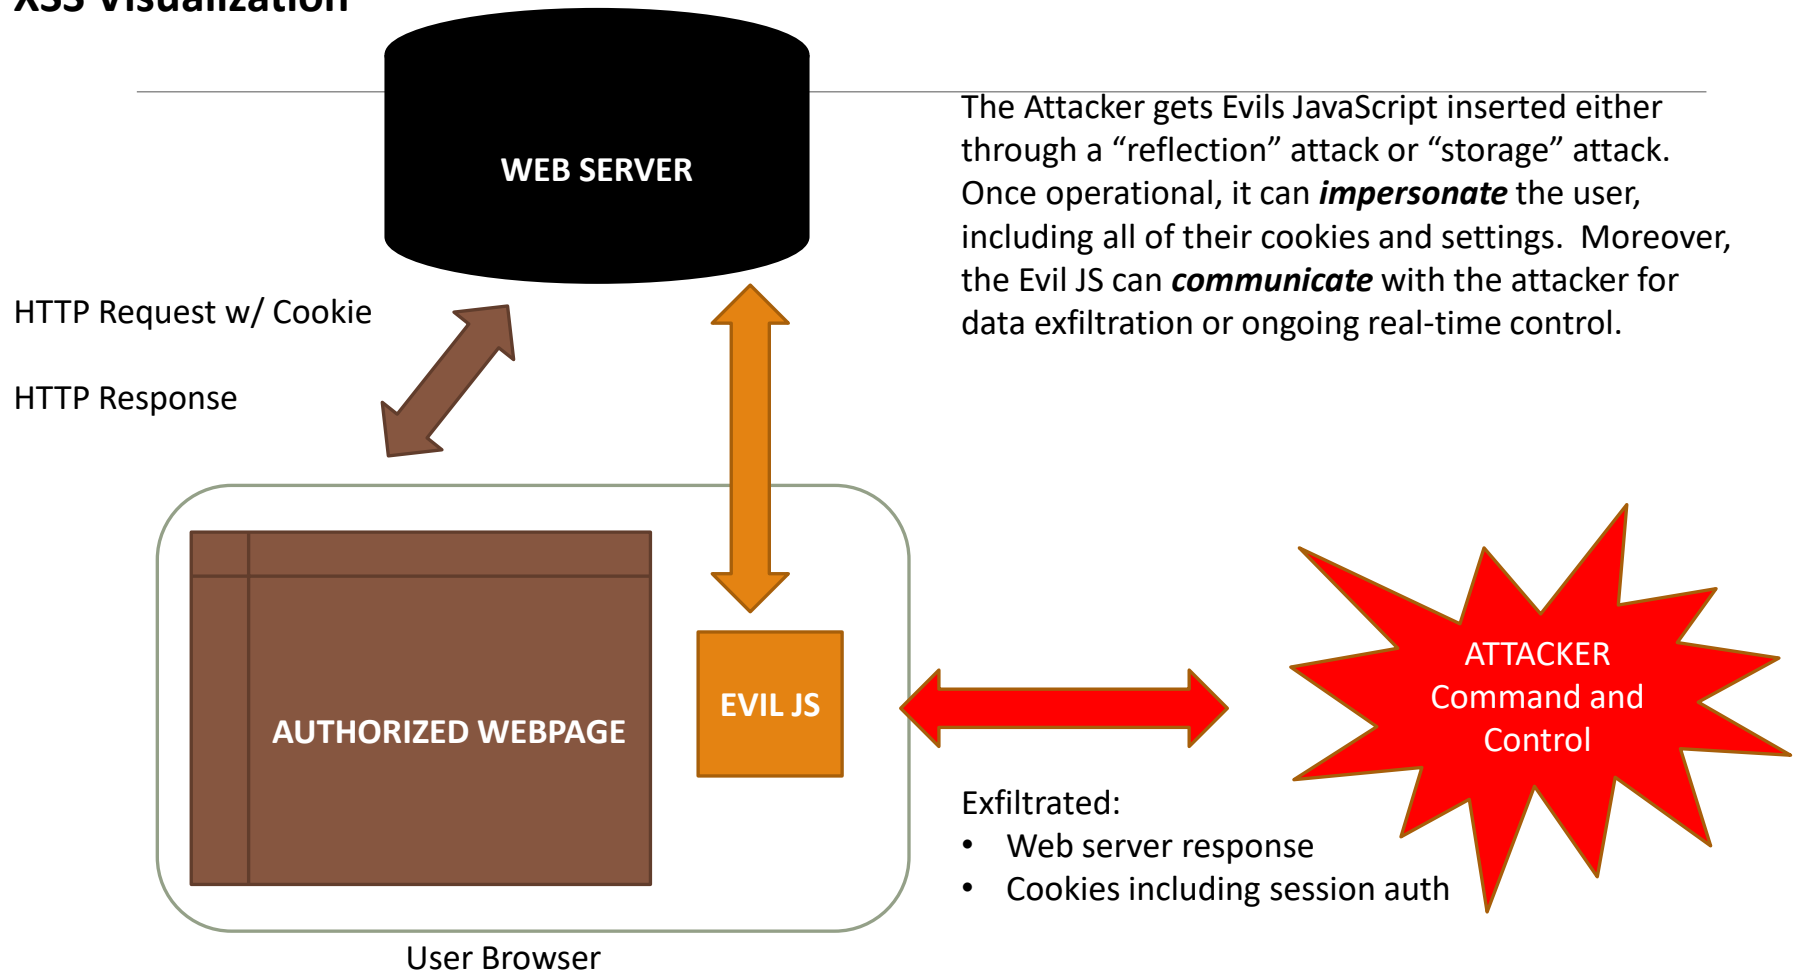 XSS Visualization
WEB SERVER
The Attacker gets Evils JavaScript inserted either
through a “reflection” attack or “storage” attack.
Once operational, it can impersonate the user,
including all of their cookies and settings.  Moreover,
the Evil JS can communicate with the attacker for
data exfiltration or ongoing real-time control.
HTTP Request w/ Cookie
HTTP Response
AUTHORIZED WEBPAGE
EVIL JS
ATTACKER
Command and
Control
Exfiltrated:
• Web server response
• Cookies including session auth
User Browser